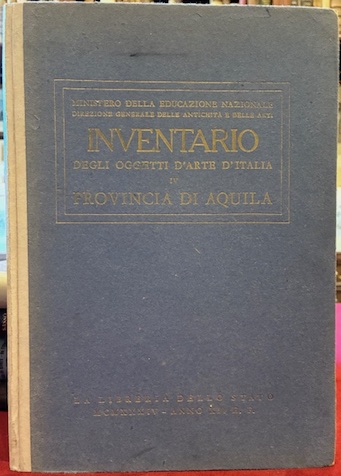 MINISTERO DELLA EDUCAZIONE NAZIONALE
DIREZIONE GENERALE DELLE ANTICHITÀ E BELLE ARTI
INVENTARIO
DEGLI OGGETTI D'ARTE D'ITALIA
IV
PROVINCIA DI AQUILA
LA LIBRERIA DELLO STATO
ANNO